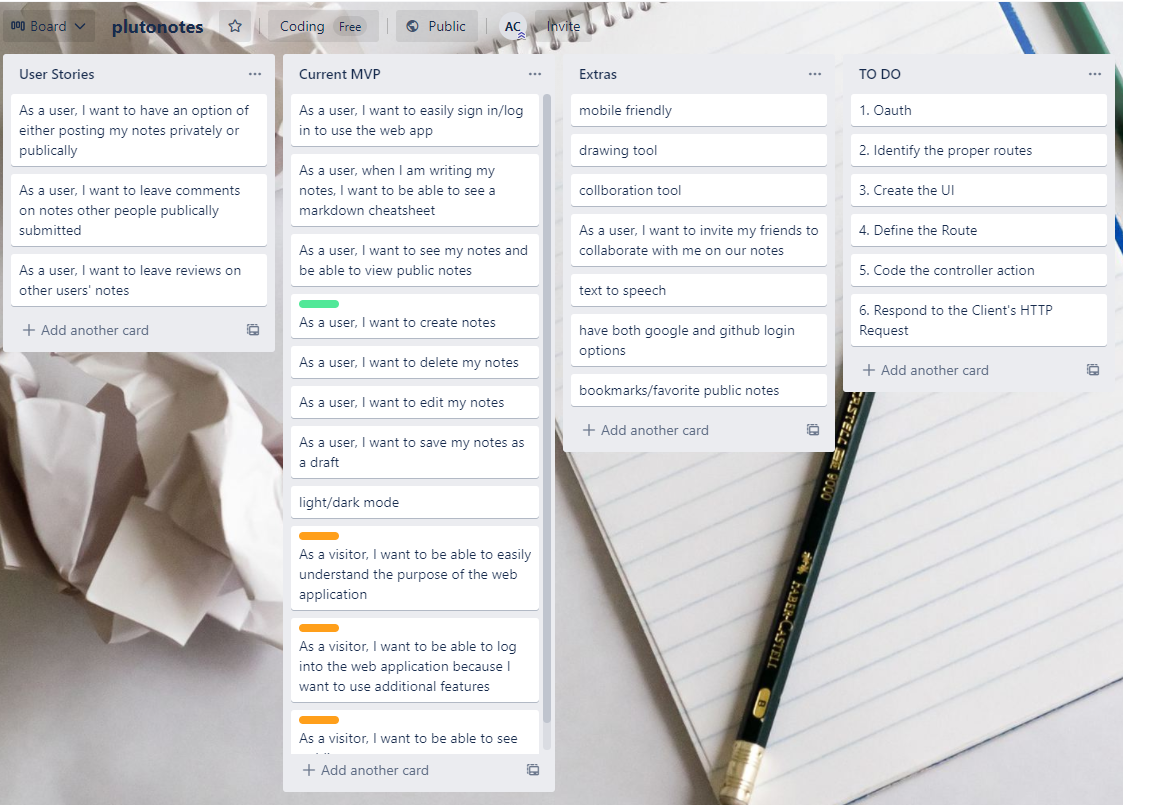 Board
plutonotes
Coding Free
Public
AC
Invite
User Stories
As a user, I want to have an option of
either posting my notes privately or
publically
As a user, I want to leave comments
on notes other people publically
submitted
As a user, I want to leave reviews on
other users' notes
Add another card
Current MVP
As a user, I want to easily sign in/log
in to use the web app
As a user, when I am writing my
notes, I want to be able to see a
markdown cheatsheet
As a user, I want to see my notes and
be able to view public notes
As a user, I want to create notes
As a user, I want to delete my notes
As a user, I want to edit my notes
As a user, I want to save my notes as
a draft
light/dark mode
As a visitor, I want to be able to easily
understand the purpose of the web
application
As a visitor, I want to be able to log
into the web application because I
want to use additional features
As a visitor, I want to be able to see
Add another card
Extras
mobile friendly
drawing tool
collboration tool
As a user, I want to invite my friends to
collaborate with me on our notes
text to speech
have both google and github login
options
bookmarks/favorite public notes
Add another card
TO DO
1. Oauth
2. Identify the proper routes
3. Create the UI
4. Define the Route
5. Code the controller action
6. Respond to the Client's HTTP
Request
Add another card
CASTELL 9000
FABER-CASTELL
B